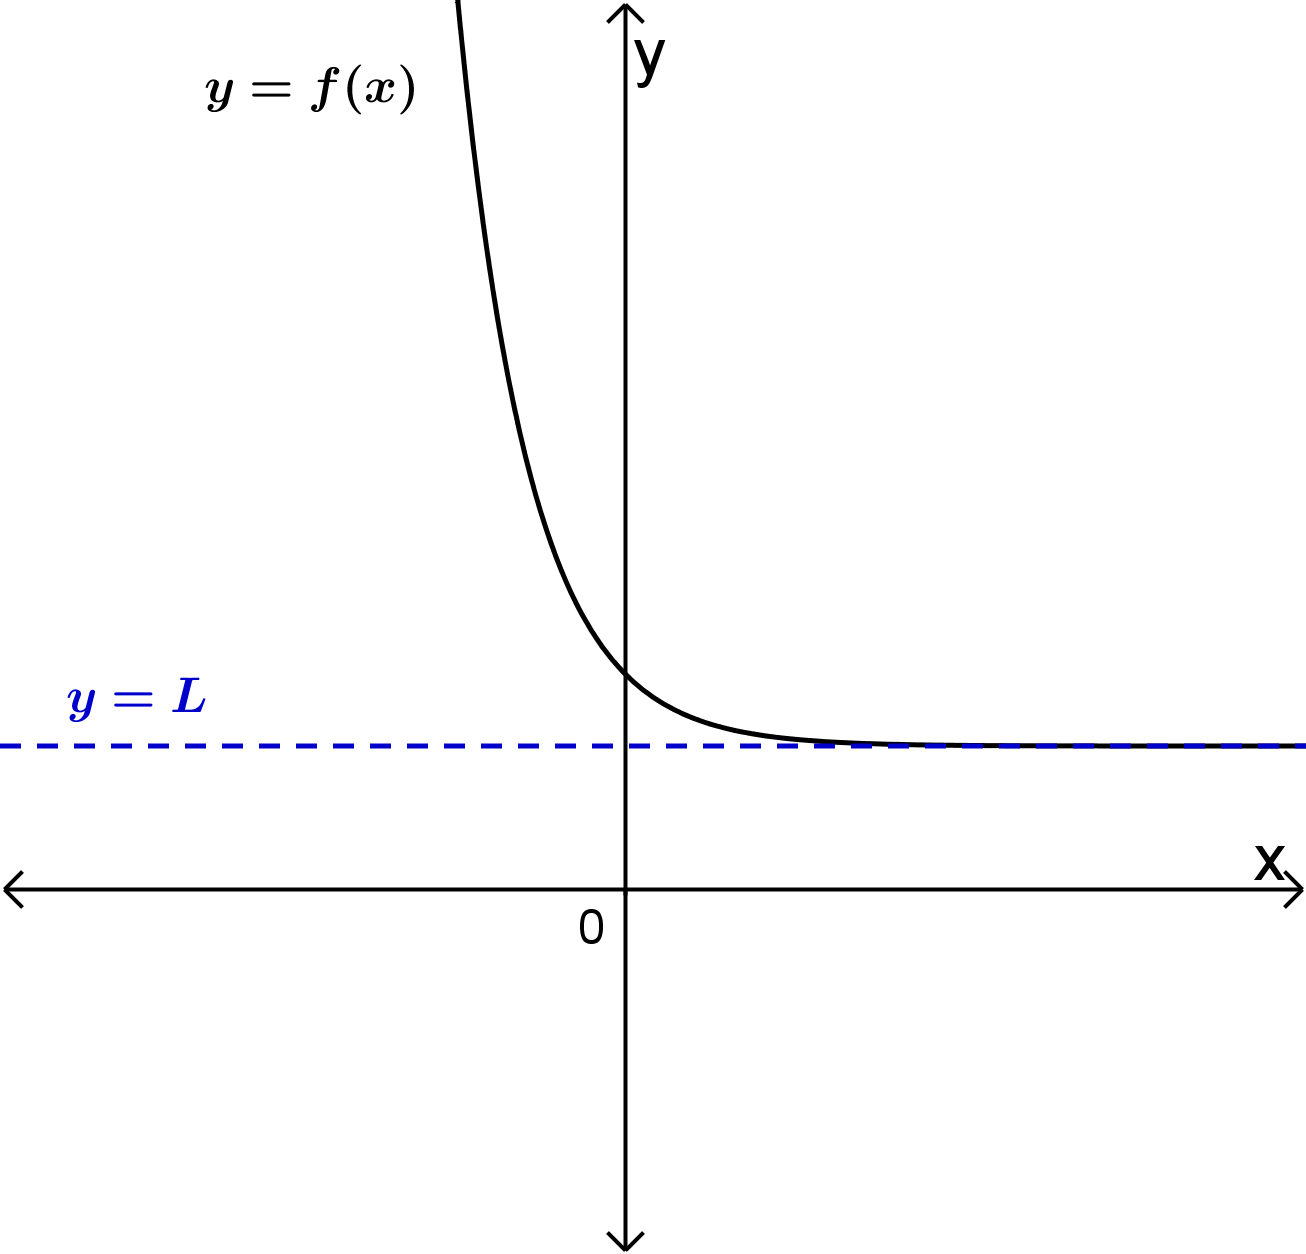 y
y = f(x)
y = L
x
0